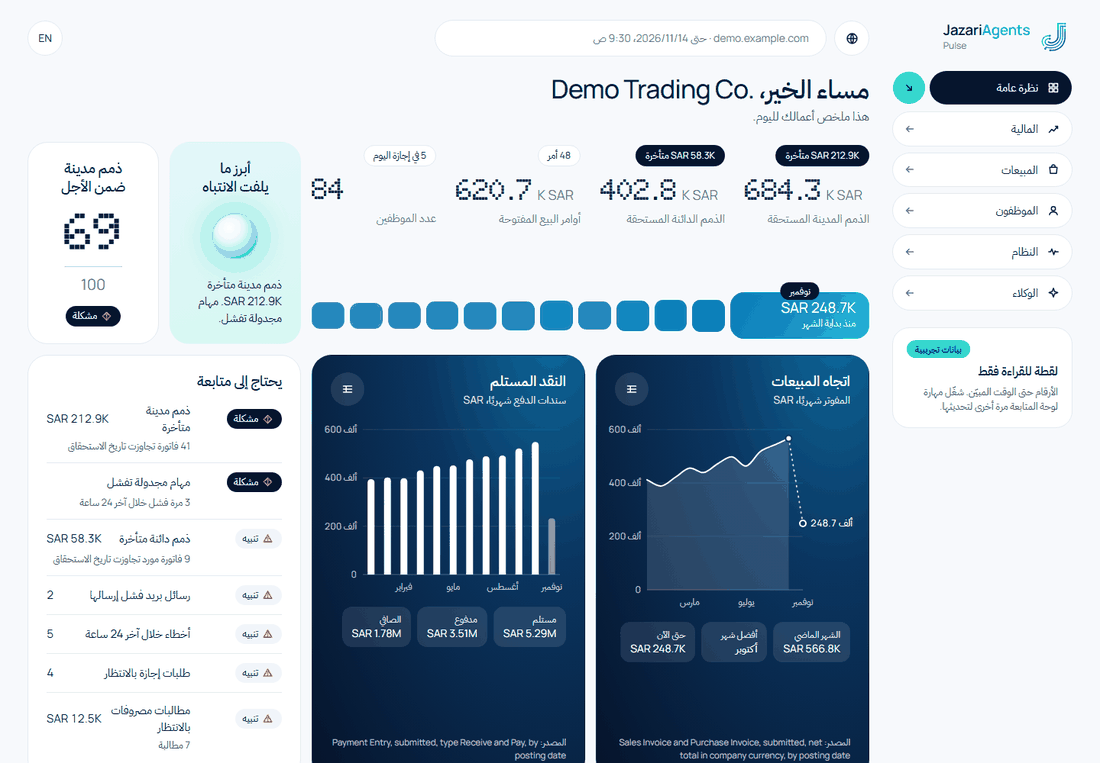 JazariAgents
Pulse
demo.example.com · حتى 2026/11/14، 9:30 ص
EN
نظرة عامة
المالية
المبيعات
الموظفون
النظام
الوكلاء
بيانات تجريبية
لقطة للقراءة فقط
الأرقام حتى الوقت المبيّن. شغّل مهارة
لوحة المتابعة مرة أخرى لتحديثها.
مساء الخير، Demo Trading Co.
هذا ملخص أعمالك لليوم.
SAR 212.9K متأخرة
684.3 K SAR
الذمم المدينة المستحقة
SAR 58.3K متأخرة
402.8 K SAR
الذمم الدائنة المستحقة
48 أمر
620.7 K SAR
أوامر البيع المفتوحة
5 في إجازة اليوم
84
عدد الموظفين
نوفمبر
SAR 248.7K
منذ بداية الشهر
أبرز ما
يلفت الانتباه
ذمم مدينة متأخرة
SAR 212.9K. مهام
مجدولة تفشل.
ذمم مدينة
ضمن الأجل
69
100
مشكلة
اتجاه المبيعات
المفوتر شهريًا، SAR
600 ألف
400 ألف
200 ألف
0
248.7 ألف
مارس
يوليو
نوفمبر
الشهر الماضي
SAR 566.8K
أفضل شهر
أكتوبر
حتى الآن
SAR 248.7K
المصدر: Sales Invoice and Purchase Invoice, submitted, net
total in company currency, by posting date
النقد المستلم
سندات الدفع شهريًا، SAR
600 ألف
400 ألف
200 ألف
0
فبراير
مايو
أغسطس
نوفمبر
مستلم
SAR 5.29M
مدفوع
SAR 3.51M
الصافي
SAR 1.78M
المصدر: Payment Entry, submitted, type Receive and Pay, by
posting date
يحتاج إلى متابعة
مشكلة
ذمم مدينة
متأخرة
SAR 212.9K
41 فاتورة تجاوزت تاريخ الاستحقاق
مشكلة
مهام مجدولة تفشل
3 مرة فشل خلال آخر 24 ساعة
تنبيه
ذمم دائنة متأخرة
SAR 58.3K
9 فاتورة مورد تجاوزت تاريخ الاستحقاق
تنبيه
رسائل بريد فشل إرسالها
2
تنبيه
أخطاء خلال آخر 24 ساعة
5
تنبيه
طلبات إجازة بالانتظار
4
تنبيه
مطالبات مصروفات
بالانتظار
SAR 12.5K
7 مطالبة